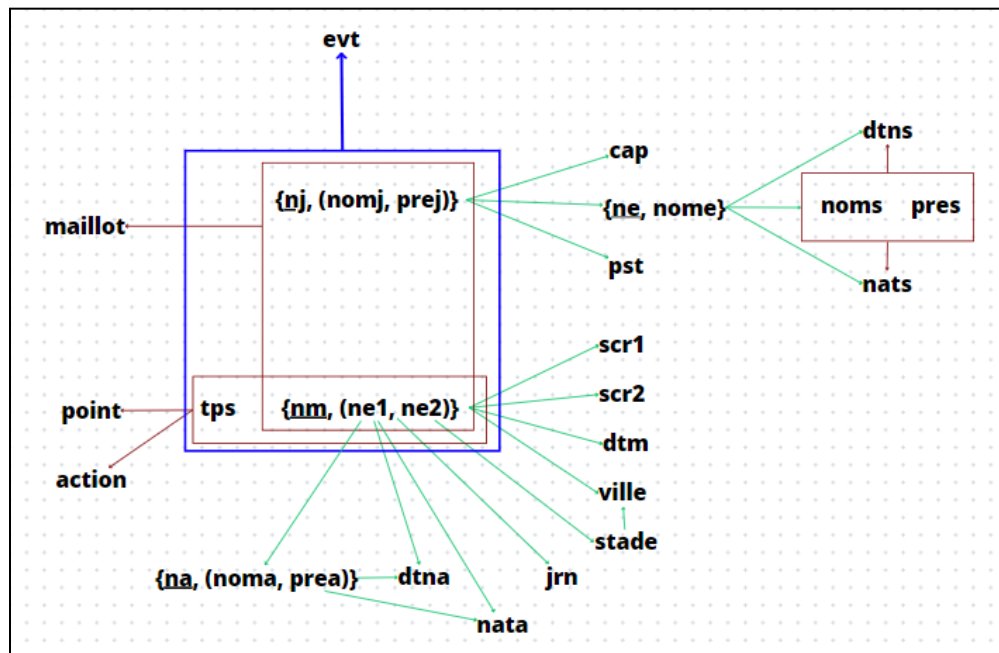 evt
dtns
cap
{nj, (nomj, prej)}
{ne, nome}
noms pres
maillot
pst
nats
scr1
scr2
point
tps
{nm, (ne1, ne2)}
dtm
action
ville
stade
{na, (noma, prea)}
dtna
jrn
nata